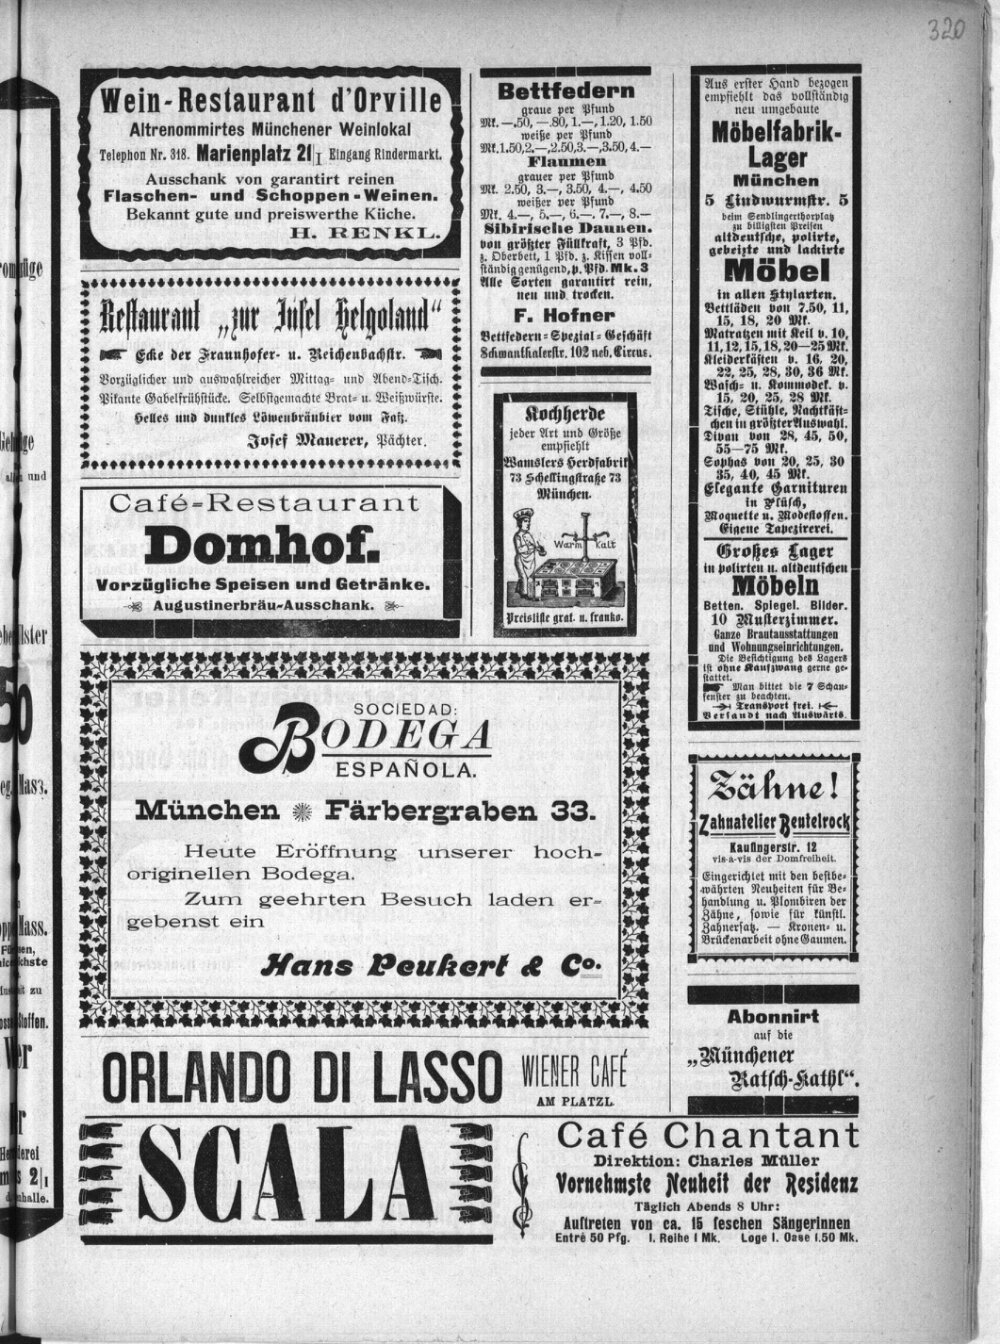 320
Wein-Restaurant d'Orville
Altrenommirtes Münchener Weinlokal
Telephon Nr. 318. Marienplatz 21/I Eingang Rindermarkt.
Ausschank von garantirt reinen
Flaschen- und Schoppen-Weinen.
Bekannt gute und preiswerthe Küche.
H. RENKL.
Restaurant „zur Insel Helgoland“
Ecke der Fraunhofer- u. Reichenbachstr.
Vorzüglicher und auswahlreicher Mittag- und Abend-Tisch.
Pikante Gabelfrühstücke. Selbstgemachte Brat- u. Weißwürste.
Helles und dunkles Löwenbräubier vom Faß.
Josef Mauerer, Pächter.
Café-Restaurant
Domhof.
Vorzügliche Speisen und Getränke.
Augustinerbräu-Ausschank.
Bettfedern
graue per Pfund
Mk. —.50, —.80, 1.—, 1.20, 1.50
weiße per Pfund
Mk. 1.50, 2.—, 2.50, 3.—, 3.50, 4.—
Flaumen
grauer per Pfund
Mk. 2.50, 3.—, 3.50, 4.—, 4.50
weißer per Pfund
Mk. 4.—, 5.—, 6.—, 7.—, 8.—
Sibirische Daunen.
von größter Füllkraft, 3 Pfd.
z. Oberbett, 1 Pfd. z. Kissen voll-
ständig genügend, p. Pfd. Mk. 3
Alle Sorten garantirt rein,
neu und trocken.
F. Hofner
Bettfedern-Spezial-Geschäft
Schwanthalerstr. 102 neb. Circus.
Kochherde
jeder Art und Größe
empfiehlt
Wamslers Herdfabrik
73 Schellingstraße 73
München.
Warm Kalt
Preisliste grat. u. franko.
Aus erster Hand bezogen
empfiehlt das vollständig
neu umgebaute
Möbelfabrik-
Lager
München
5 Lindwurmstr. 5
beim Sendlingerthorplatz
zu billigsten Preisen
altdeutsche, polirte,
gebeizte und lackirte
Möbel
in allen Stylarten.
Bettläden von 7.50, 11,
15, 18, 20 Mk.
Matratzen mit Keil v. 10,
11, 12, 15, 18, 20—25 Mk.
Kleiderkästen v. 16, 20,
22, 25, 28, 30, 36 Mk.
Wasch- u. Kommodek. v.
15, 20, 25, 28 Mk.
Tische, Stühle, Nachtkäst-
chen in größter Auswahl.
Divan von 28, 45, 50,
55—75 Mk.
Sophas von 20, 25, 30
35, 40, 45 Mk.
Elegante Garnituren
in Plüsch,
Moquette u. Modestoffen.
Eigene Tapezirerei.
Großes Lager
in polirten u. altdeutschen
Möbeln
Betten. Spiegel. Bilder.
10 Musterzimmer.
Ganze Brautausstattungen
und Wohnungseinrichtungen.
Die Besichtigung des Lagers
ist ohne Kaufzwang gerne ge-
stattet.
Man bittet die 7 Schau-
fenster zu beachten.
Transport frei.
Versandt nach Auswärts.
SOCIEDAD:
BODEGA
ESPAÑOLA.
München Färbergraben 33.
Heute Eröffnung unserer hoch-
originellen Bodega.
Zum geehrten Besuch laden er-
gebenst ein
Hans Peukert & Co.
Zähne!
Zahnatelier Beutelrock
Kaufingerstr. 12
vis-à-vis der Domfreiheit.
Eingerichtet mit den bestbe-
währten Neuheiten für Be-
handlung u. Plombiren der
Zähne, sowie für künstl.
Zahnersatz. — Kronen- u.
Brückenarbeit ohne Gaumen.
Abonnirt
auf die
„Münchener
Ratsch-Kathl“.
ORLANDO DI LASSO WIENER CAFÉ
AM PLATZL
SCALA
Café Chantant
Direktion: Charles Müller
Vornehmste Neuheit der Residenz
Täglich Abends 8 Uhr:
Auftreten von ca. 15 feschen Sängerinnen
Entré 50 Pfg. I. Reihe 1 Mk. Loge I. Oase 1.50 Mk.